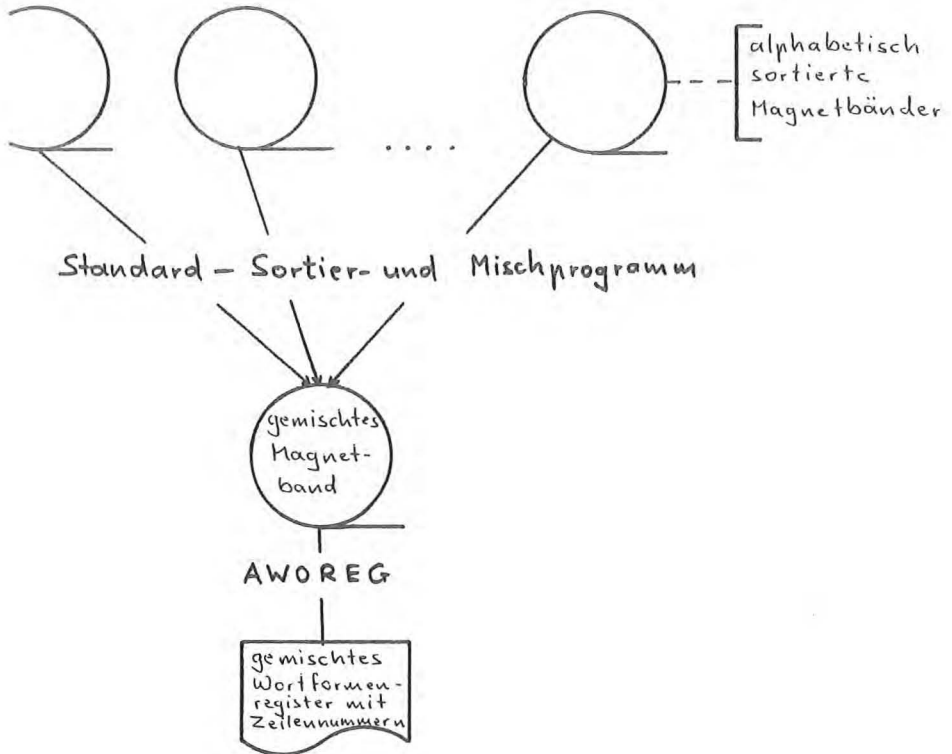 alphabetisch
sortierte
Magnetbänder
. . . .
Standard - Sortier- und Mischprogramm
gemischtes
Magnet-
band
AWOREG
gemischtes
Wortformen-
register mit
Zeilennummern